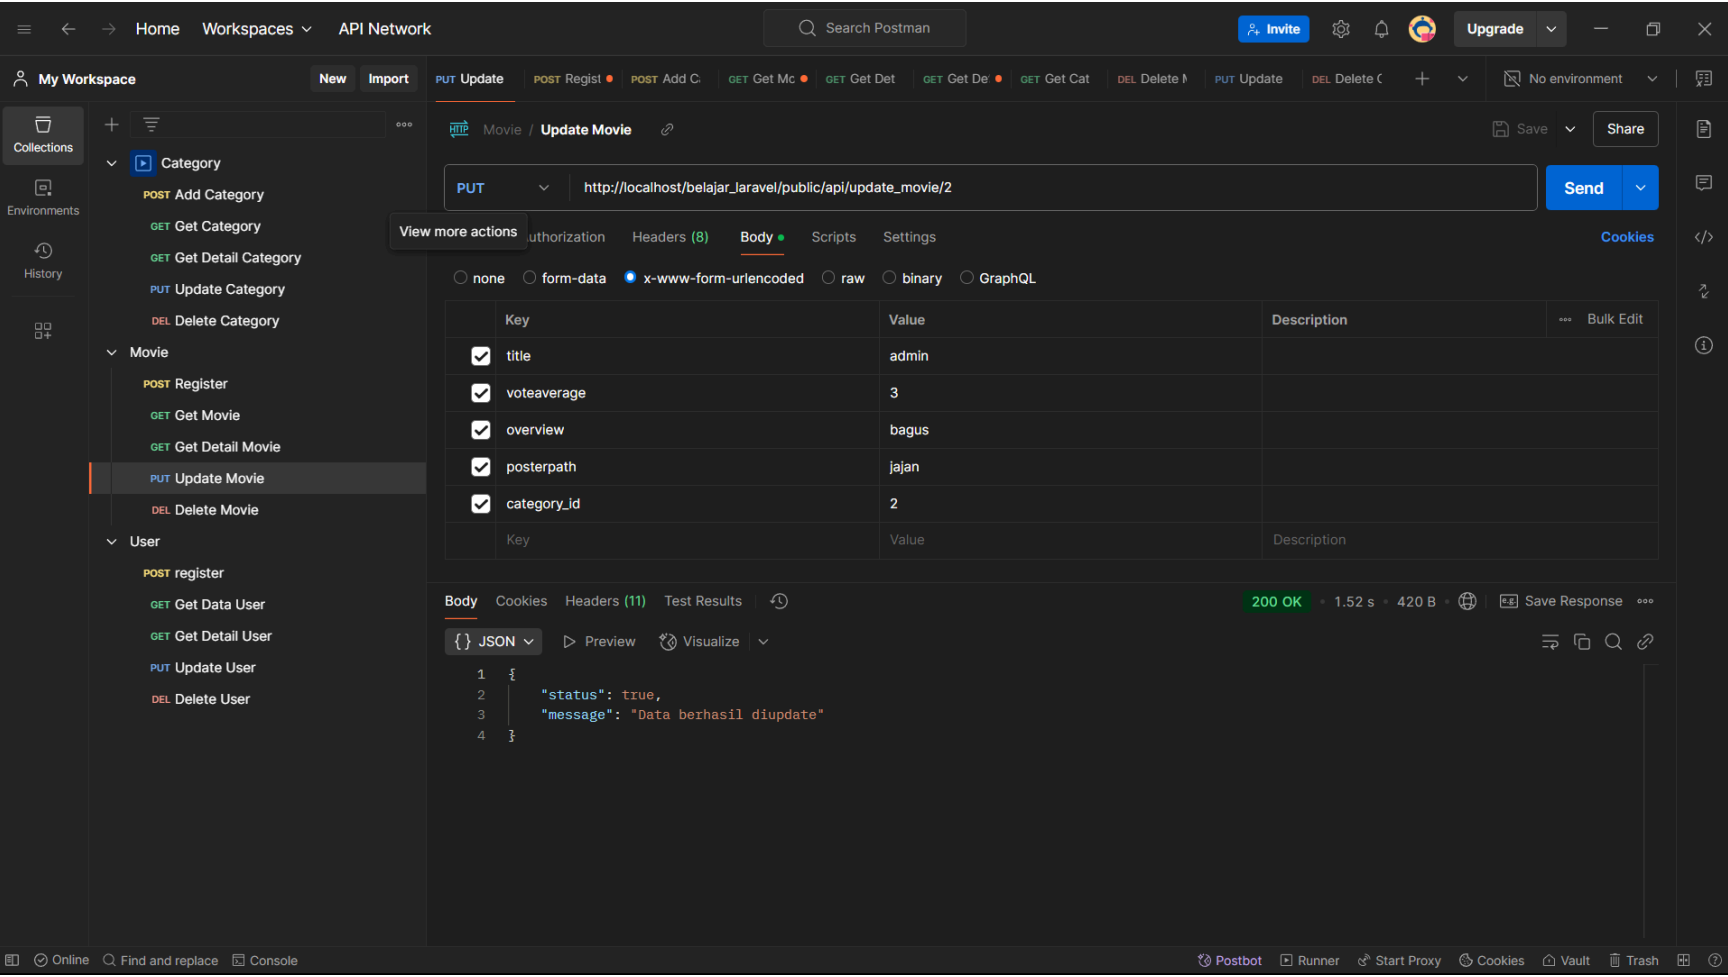 Home Workspaces API Network Search Postman Invite Upgrade
My Workspace New Import PUT Update POST Regist POST Add C GET Get Mc GET Get Det GET Get De GET Get Cat DEL Delete PUT Update DEL Delete No environment
Collections
Environments
History
Category
POST Add Category
GET Get Category
GET Get Detail Category
PUT Update Category
DEL Delete Category
Movie
POST Register
GET Get Movie
GET Get Detail Movie
PUT Update Movie
DEL Delete Movie
User
POST register
GET Get Data User
GET Get Detail User
PUT Update User
DEL Delete User
HTTP Movie / Update Movie Save Share
PUT http://localhost/belajar_laravel/public/api/update_movie/2 Send
View more actions uthorization Headers (8) Body Scripts Settings Cookies
none form-data x-www-form-urlencoded raw binary GraphQL
Key Value Description Bulk Edit
title admin
voteaverage 3
overview bagus
posterpath jajan
category_id 2
Key Value Description
Body Cookies Headers (11) Test Results 200 OK • 1.52 s • 420 B e.g. Save Response
{} JSON Preview Visualize
1 {
2 "status": true,
3 "message": "Data berhasil diupdate"
4 }
Online Find and replace Console Postbot Runner Start Proxy Cookies Vault Trash